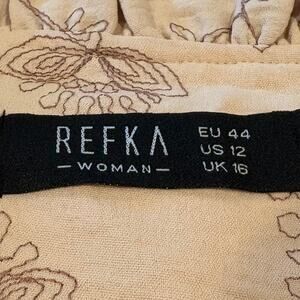 REFKA
— WOMAN —
EU 44
US 12
UK 16